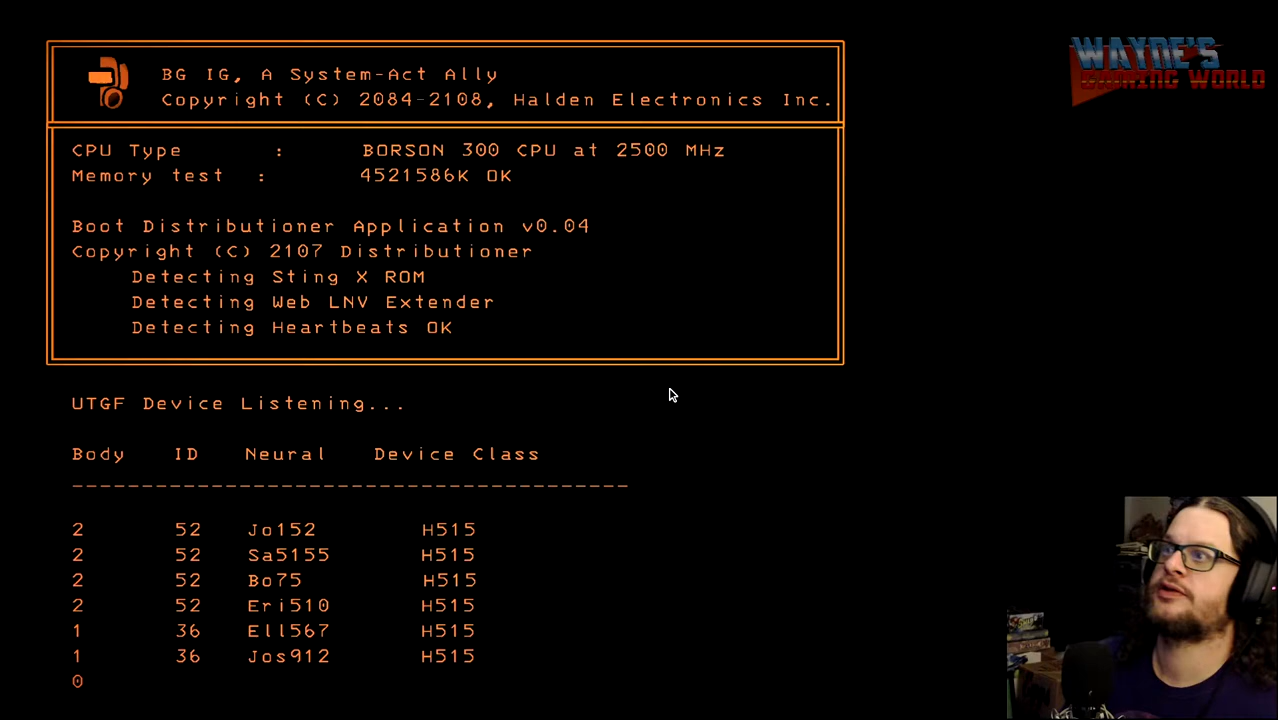 WAYNE'S
GAMING WORLD
BG IG, A System-Act Ally
Copyright (C) 2084-2108, Halden Electronics Inc.
CPU Type : BORSON 300 CPU at 2500 MHz
Memory test : 4521586K OK
Boot Distributioner Application v0.04
Copyright (C) 2107 Distributioner
Detecting Sting X ROM
Detecting Web LNV Extender
Detecting Heartbeats OK
UTGF Device Listening...
Body ID Neural Device Class
-----------------------------------------
2 52 Jo152 H515
2 52 Sa5155 H515
2 52 Bo75 H515
2 52 Eri510 H515
1 36 Ell567 H515
1 36 Jos912 H515
0